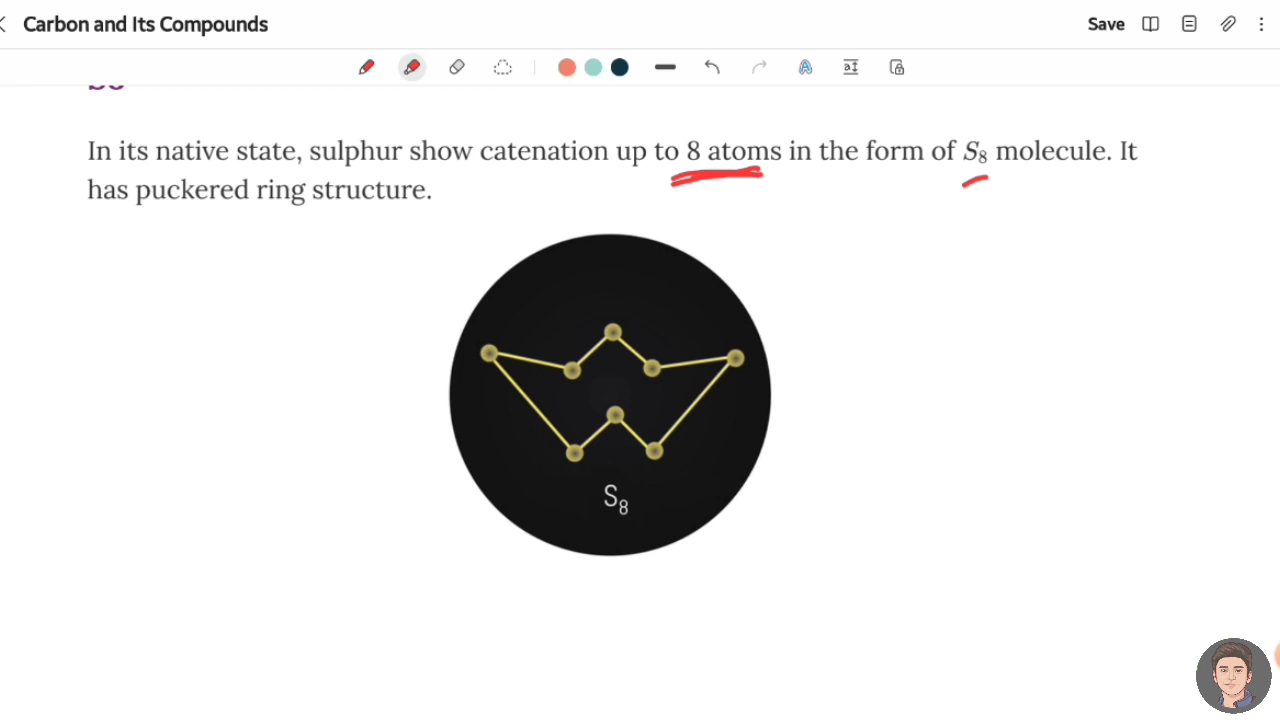 Carbon and Its Compounds
Save
In its native state, sulphur show catenation up to 8 atoms in the form of S₈ molecule. It
has puckered ring structure.
S₈